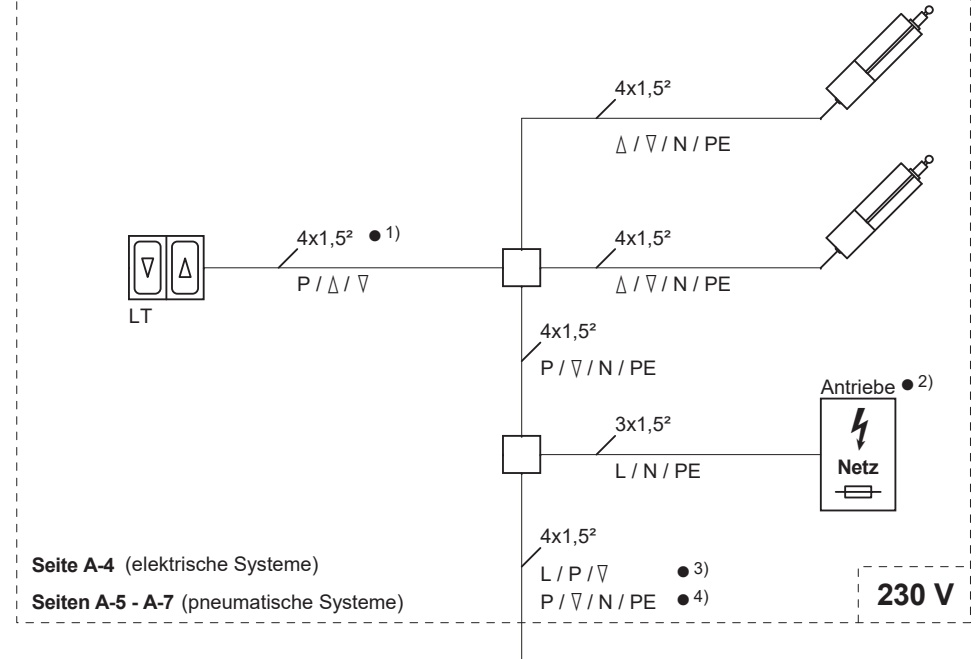 4x1,5²
△ / ▽ / N / PE
4x1,5² ● 1)
P / △ / ▽
LT
4x1,5²
△ / ▽ / N / PE
4x1,5²
P / ▽ / N / PE
Antriebe ● 2)
Netz
3x1,5²
L / N / PE
4x1,5²
L / P / ▽ ● 3)
P / ▽ / N / PE ● 4)
Seite A-4 (elektrische Systeme)
Seiten A-5 - A-7 (pneumatische Systeme)
230 V